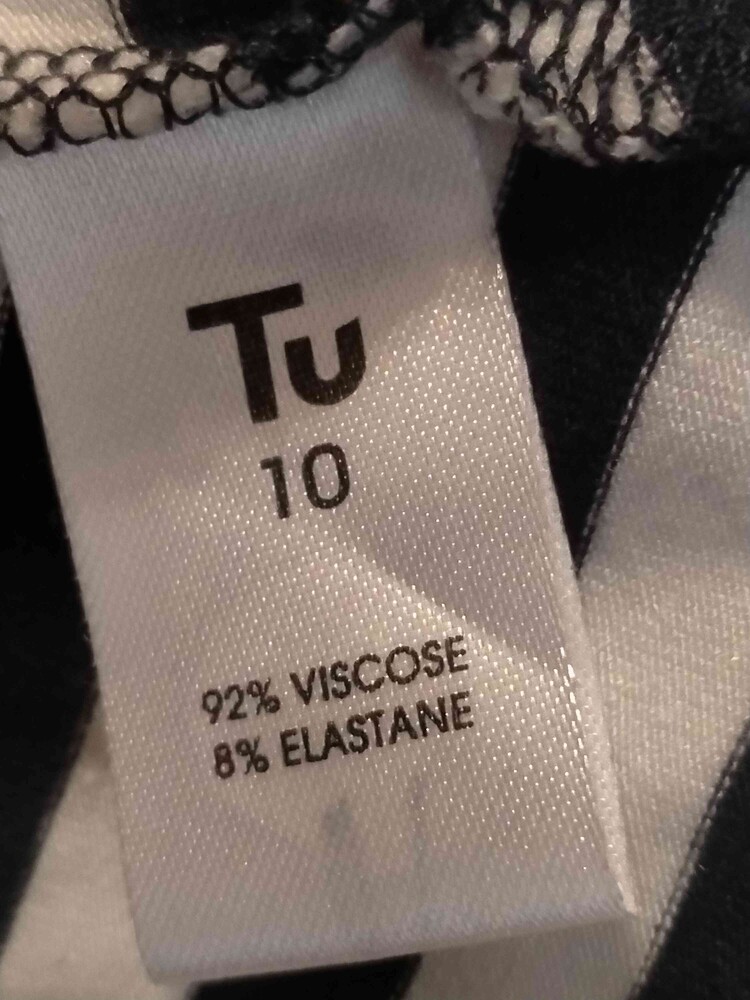 Tu
10
92% VISCOSE
8% ELASTANE